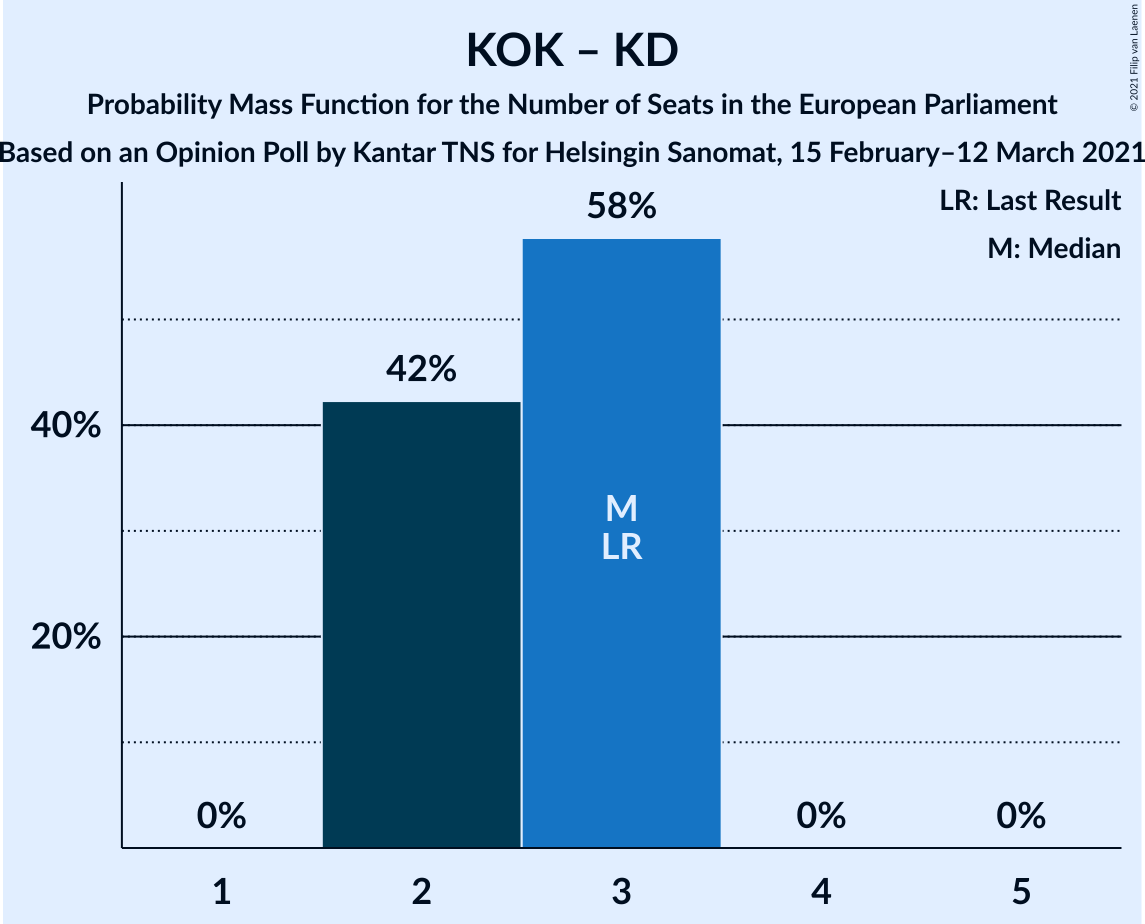 KOK – KD
Probability Mass Function for the Number of Seats in the European Parliament
Based on an Opinion Poll by Kantar TNS for Helsingin Sanomat, 15 February–12 March 2021
© 2021 Filip van Laenen
LR: Last Result
M: Median
58%
42%
40%
M
LR
20%
0%
0%
0%
1
2
3
4
5